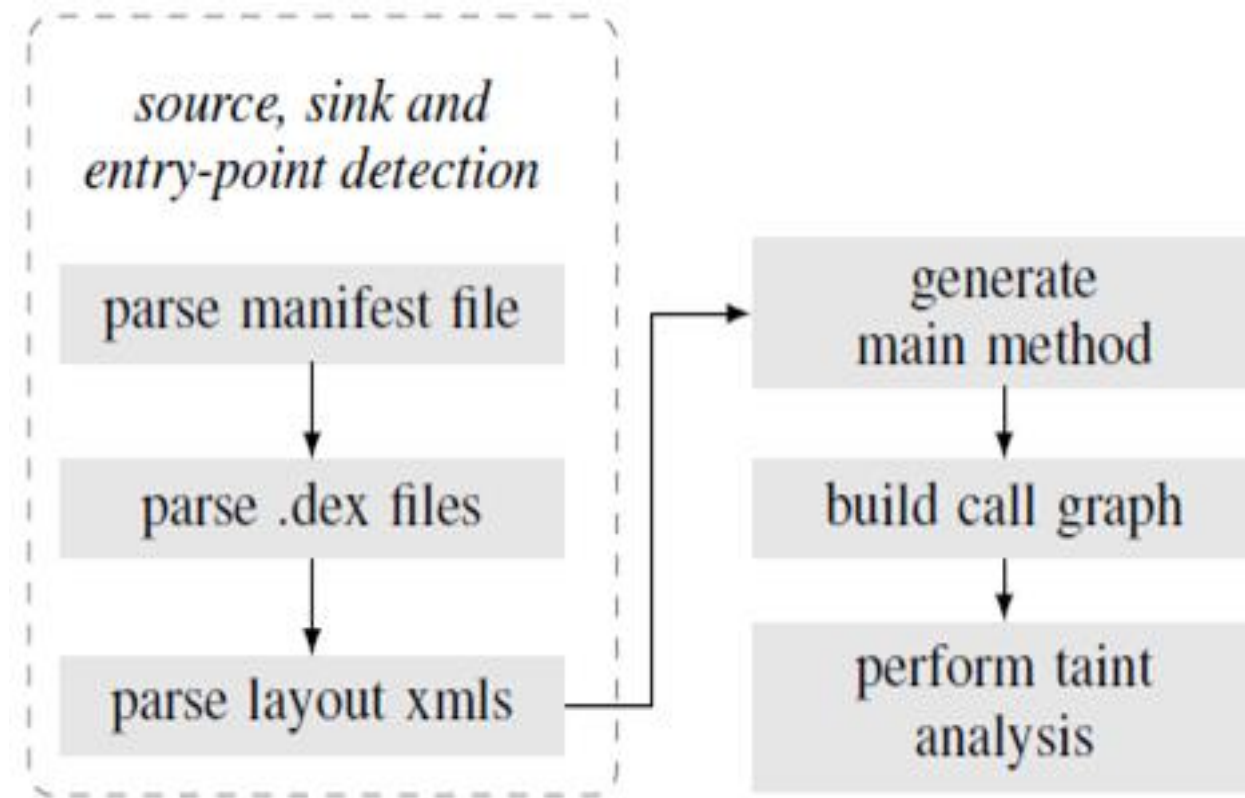 source, sink and
entry-point detection
parse manifest file
parse .dex files
parse layout xmls
generate
main method
build call graph
perform taint
analysis